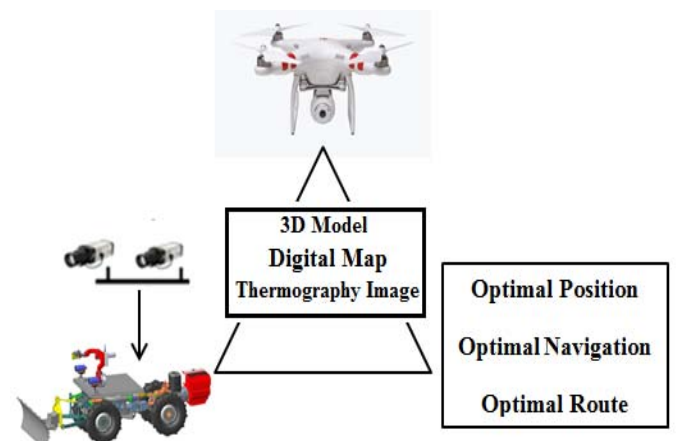 3D Model
Digital Map
Thermography Image
Optimal Position
Optimal Navigation
Optimal Route